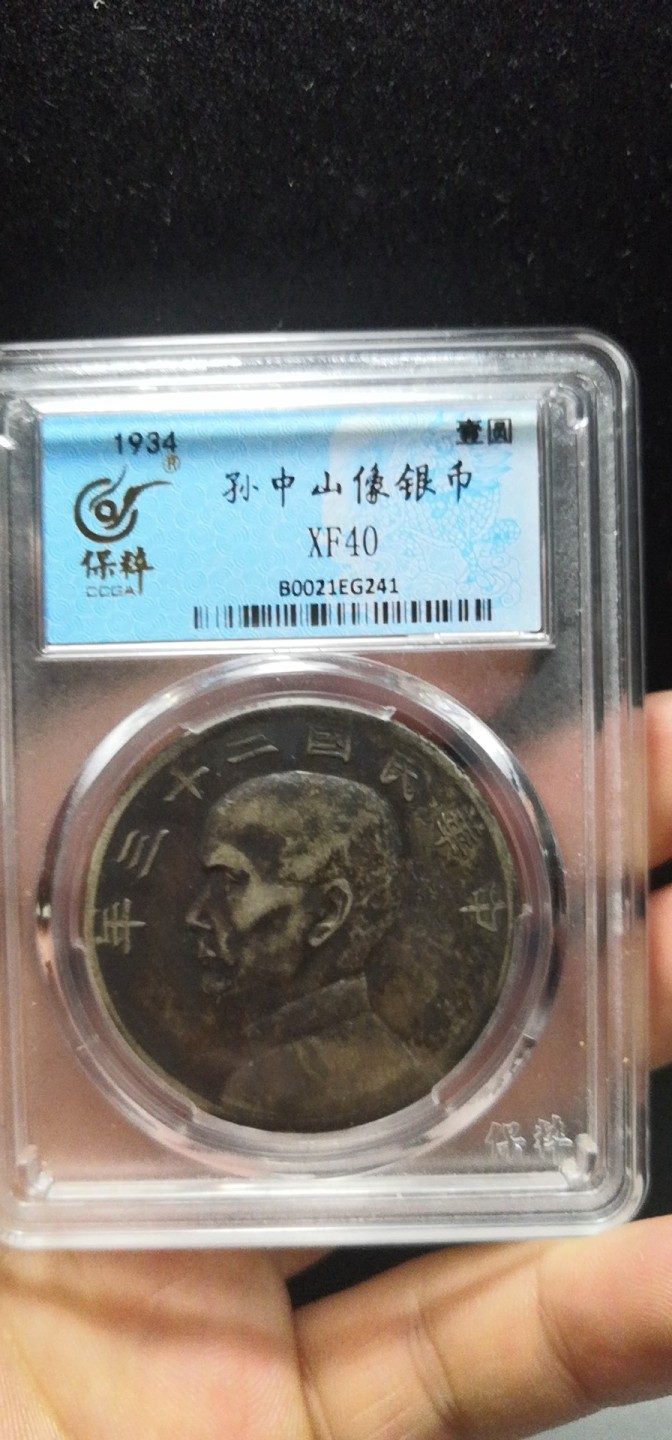 1934
壹圆
®
孙中山像银币
XF40
保粹
CCGA
B0021EG241
年三十二國民華中
保粹